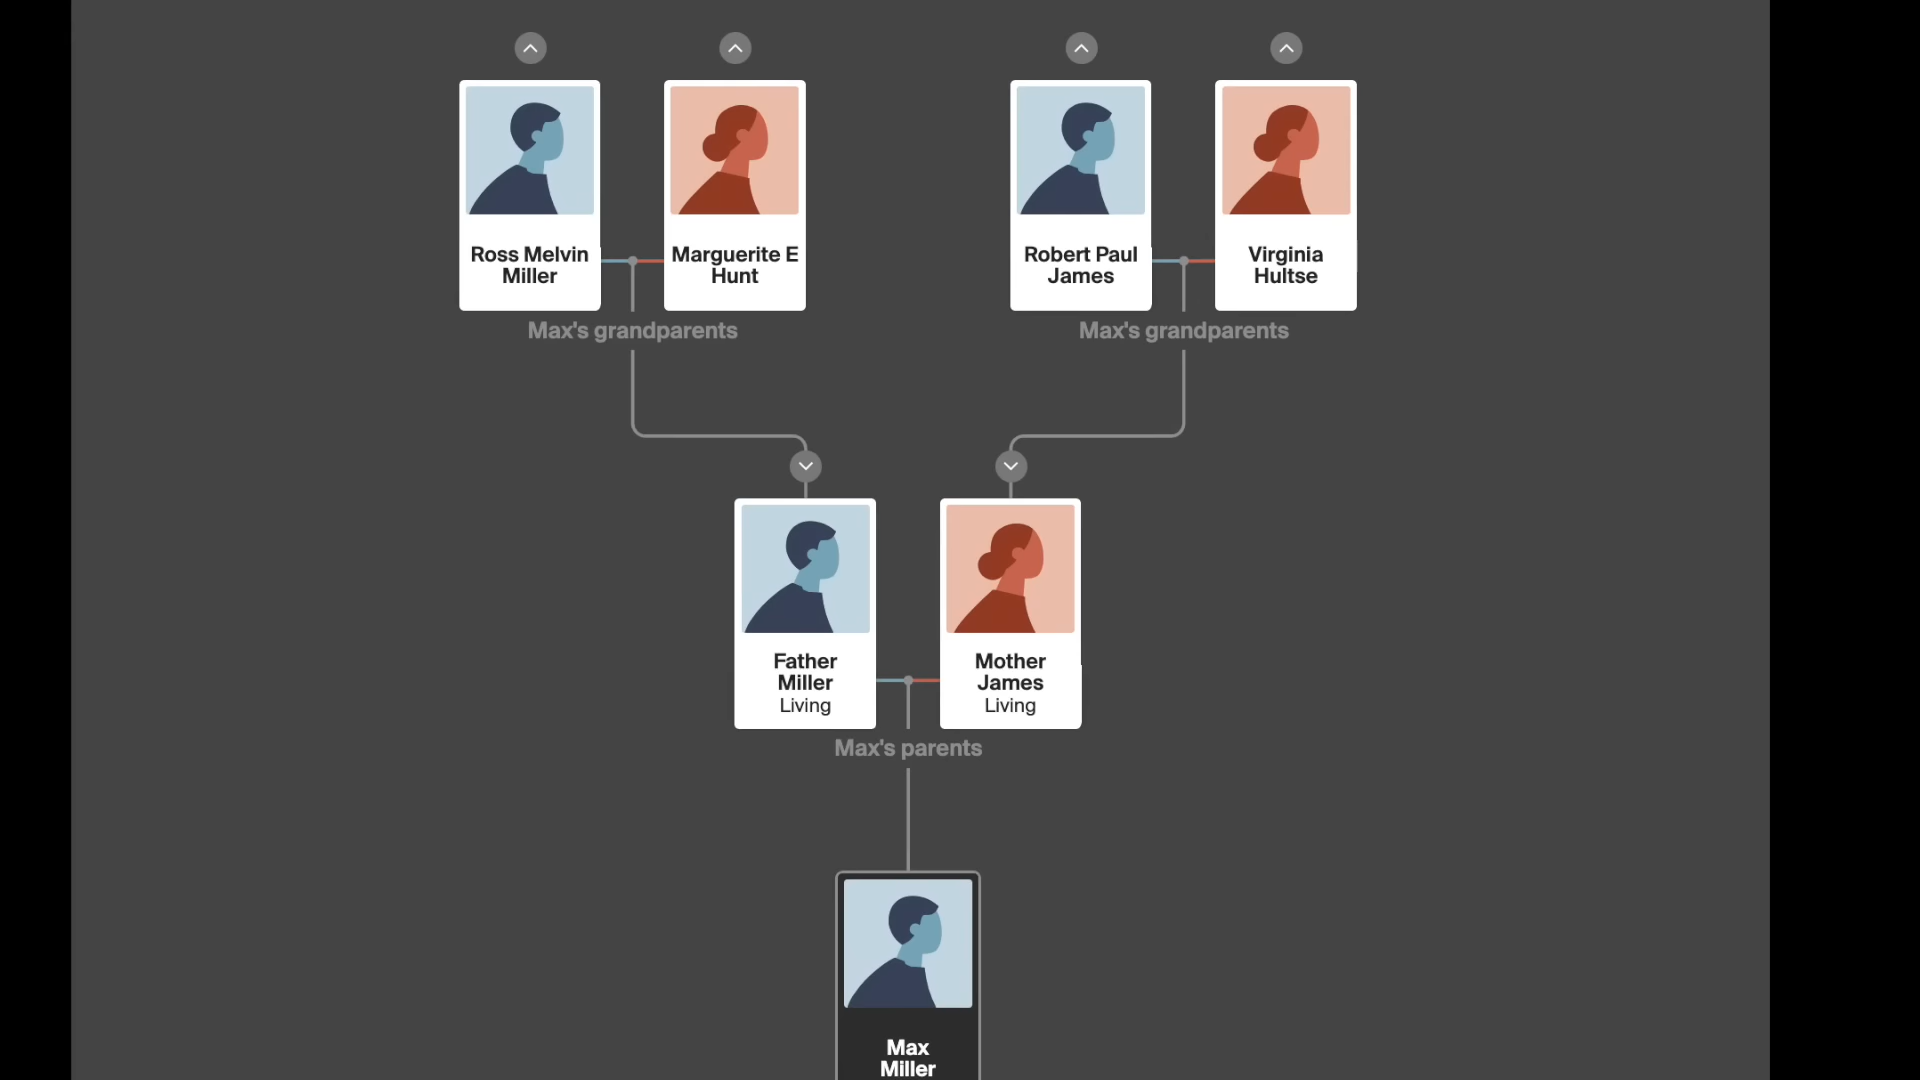 Ross Melvin
Miller
Marguerite E
Hunt
Robert Paul
James
Virginia
Hultse
Max's grandparents
Max's grandparents
Father
Miller
Living
Mother
James
Living
Max's parents
Max
Miller